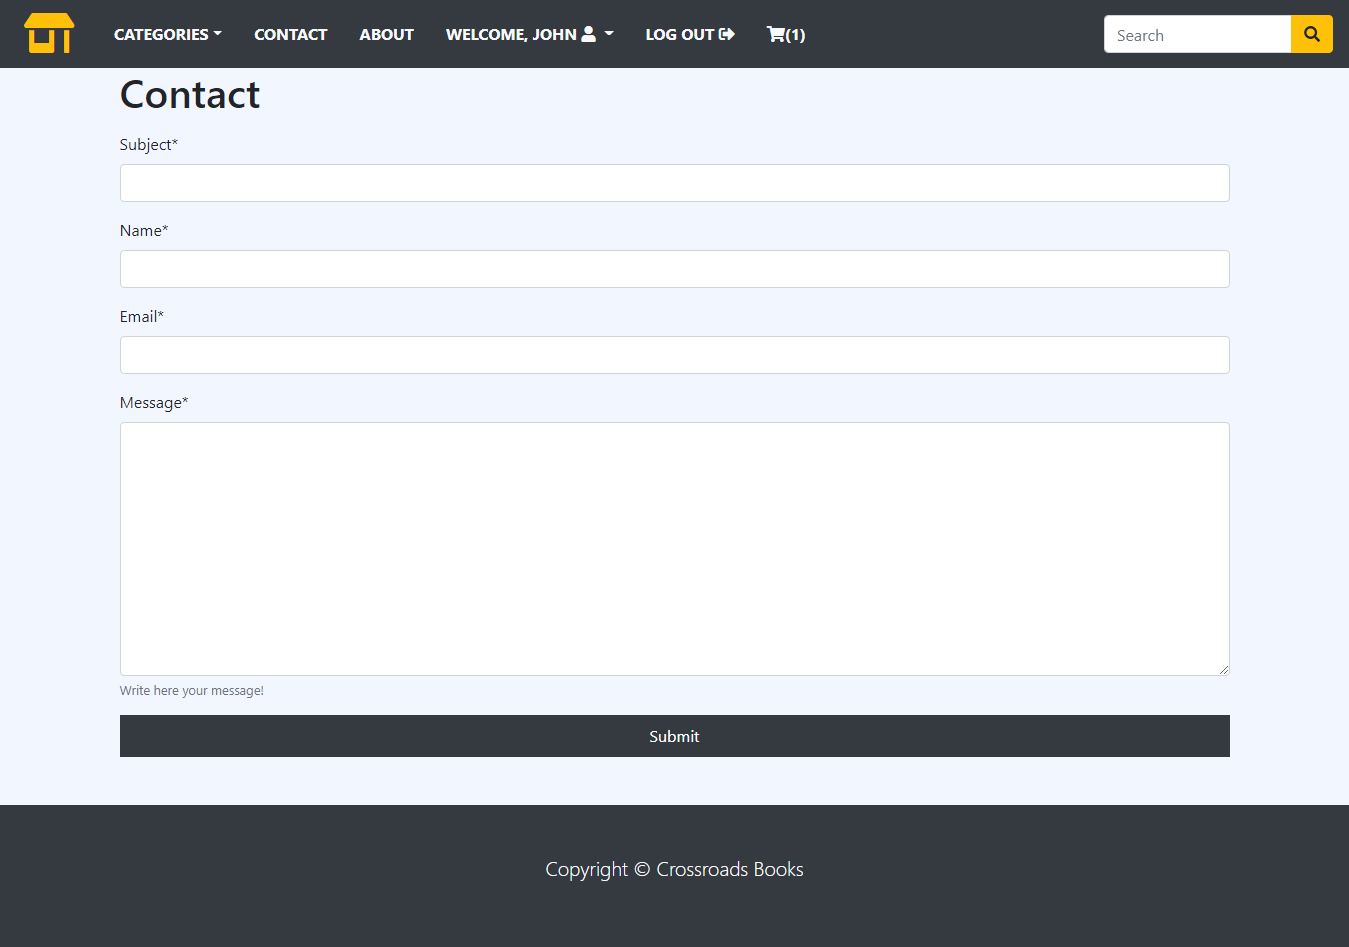 CATEGORIES CONTACT ABOUT WELCOME, JOHN LOG OUT (1) Search
Contact
Subject*
Name*
Email*
Message*
Write here your message!
Submit
Copyright © Crossroads Books